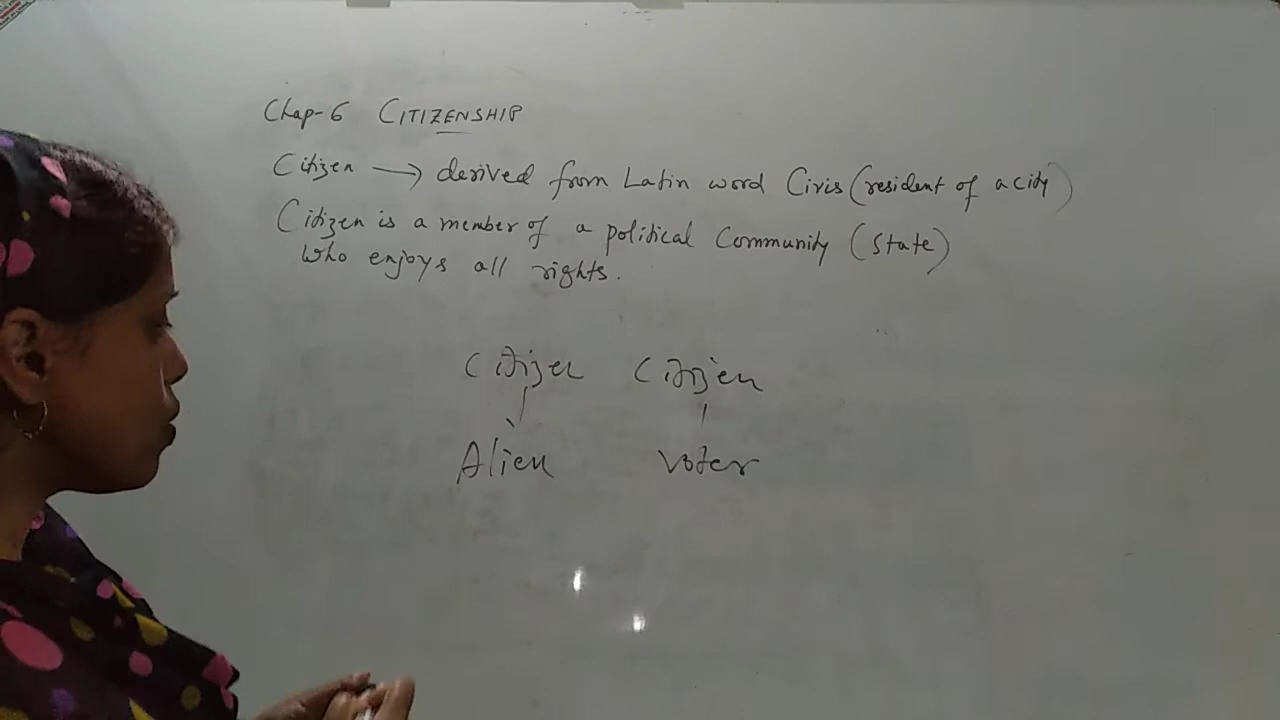 Chap-6 CITIZENSHIP
Citizen → derived from Latin word Civis (resident of a city)
Citizen is a member of a political Community (State)
who enjoys all rights.
Citizen Citizen
Alien Voter